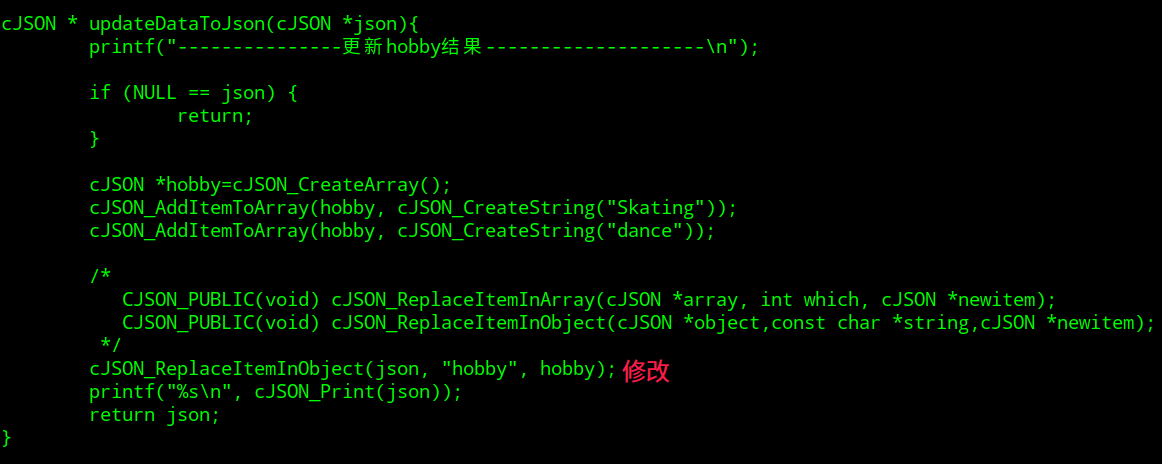 cJSON * updateDataToJson(cJSON *json){
printf("---------------更新hobby结果--------------------\n");
if (NULL == json) {
return;
}
cJSON *hobby=cJSON_CreateArray();
cJSON_AddItemToArray(hobby, cJSON_CreateString("Skating"));
cJSON_AddItemToArray(hobby, cJSON_CreateString("dance"));
/*
CJSON_PUBLIC(void) cJSON_ReplaceItemInArray(cJSON *array, int which, cJSON *newitem);
CJSON_PUBLIC(void) cJSON_ReplaceItemInObject(cJSON *object,const char *string,cJSON *newitem);
*/
cJSON_ReplaceItemInObject(json, "hobby", hobby); 修改
printf("%s\n", cJSON_Print(json));
return json;
}